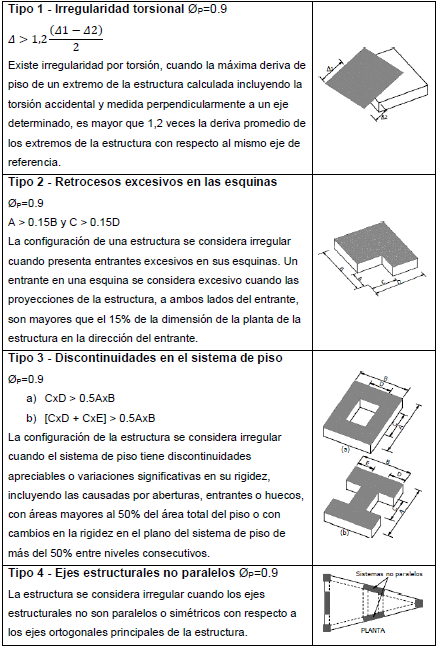 Tipo 1 - Irregularidad torsional ØP=0.9
Δ > 1,2 (Δ1 − Δ2)/2
Existe irregularidad por torsión, cuando la máxima deriva de
piso de un extremo de la estructura calculada incluyendo la
torsión accidental y medida perpendicularmente a un eje
determinado, es mayor que 1,2 veces la deriva promedio de
los extremos de la estructura con respecto al mismo eje de
referencia.
Δ1
Δ2
Tipo 2 - Retrocesos excesivos en las esquinas
ØP=0.9
A > 0.15B y C > 0.15D
La configuración de una estructura se considera irregular
cuando presenta entrantes excesivos en sus esquinas. Un
entrante en una esquina se considera excesivo cuando las
proyecciones de la estructura, a ambos lados del entrante,
son mayores que el 15% de la dimensión de la planta de la
estructura en la dirección del entrante.
B
A
C
D
Tipo 3 - Discontinuidades en el sistema de piso
ØP=0.9
a) CxD > 0.5AxB
b) [CxD + CxE] > 0.5AxB
La configuración de la estructura se considera irregular
cuando el sistema de piso tiene discontinuidades
apreciables o variaciones significativas en su rigidez,
incluyendo las causadas por aberturas, entrantes o huecos,
con áreas mayores al 50% del área total del piso o con
cambios en la rigidez en el plano del sistema de piso de
más del 50% entre niveles consecutivos.
B
D
C
A
(a)
B
E
D
C
A
(b)
Tipo 4 - Ejes estructurales no paralelos ØP=0.9
La estructura se considera irregular cuando los ejes
estructurales no son paralelos o simétricos con respecto a
los ejes ortogonales principales de la estructura.
Sistemas no paralelos
PLANTA